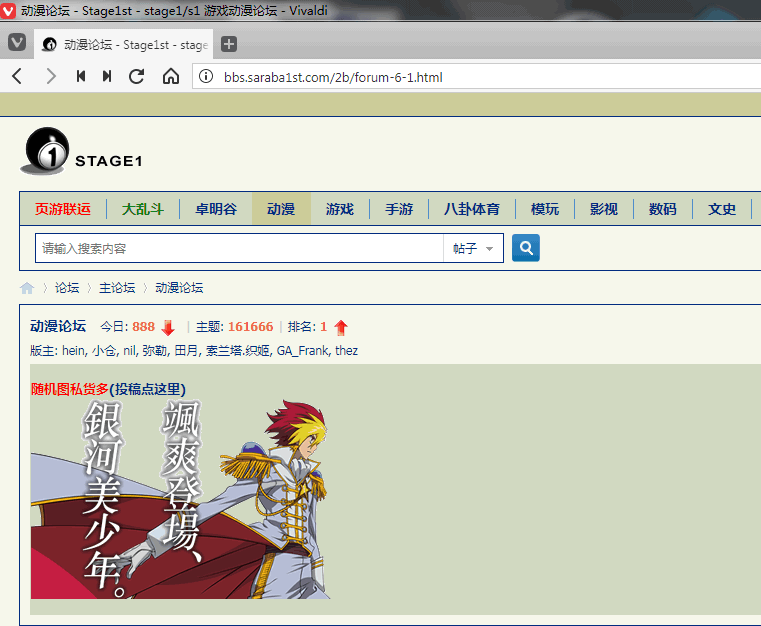 动漫论坛 - Stage1st - stage1/s1 游戏动漫论坛 - Vivaldi
动漫论坛 - Stage1st - stage
bbs.saraba1st.com/2b/forum-6-1.html
1 STAGE1
页游联运 大乱斗 卓明谷 动漫 游戏 手游 八卦体育 模玩 影视 数码 文史
请输入搜索内容 帖子
论坛 主论坛 动漫论坛
动漫论坛 今日: 888 | 主题: 161666 | 排名: 1
版主: hein, 小仓, nil, 弥勒, 田月, 索兰塔.织姬, GA_Frank, thez
随机图私货多(投稿点这里)
颯爽登場、
銀河美少年。